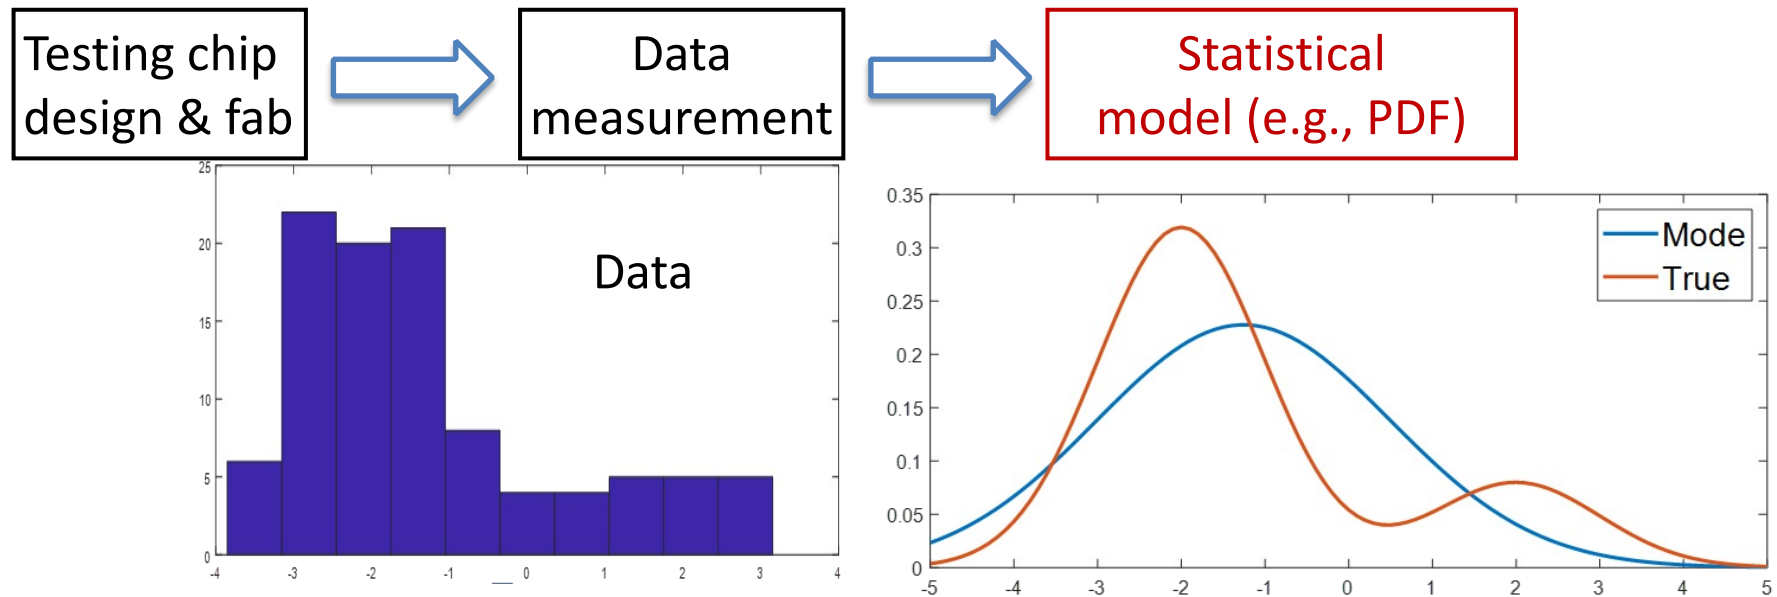 Testing chip
design & fab
Data
measurement
Statistical
model (e.g., PDF)
25
20
15
10
5
0
-4 -3 -2 -1 0 1 2 3 4
Data
0.35
0.3
0.25
0.2
0.15
0.1
0.05
0
-5 -4 -3 -2 -1 0 1 2 3 4 5
Mode
True